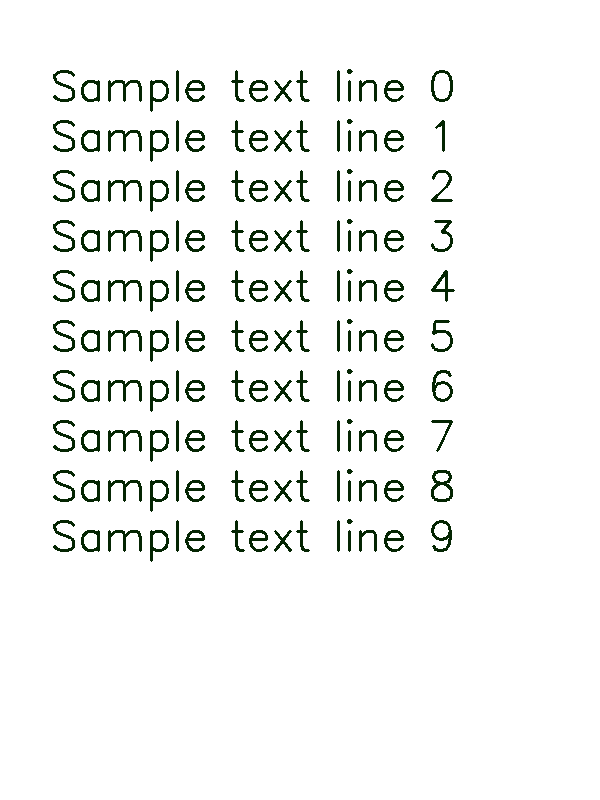 Sample text line 0
Sample text line 1
Sample text line 2
Sample text line 3
Sample text line 4
Sample text line 5
Sample text line 6
Sample text line 7
Sample text line 8
Sample text line 9